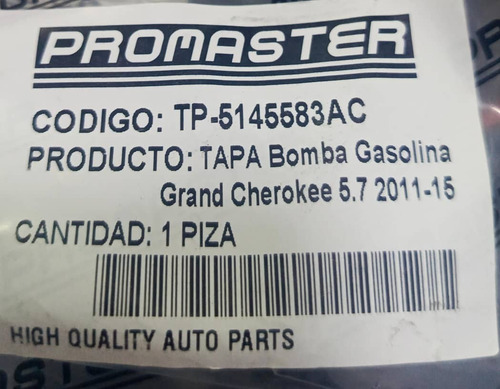 PROMASTER
CODIGO: TP-5145583AC
PRODUCTO: TAPA Bomba Gasolina
Grand Cherokee 5.7 2011-15
CANTIDAD: 1 PIZA
HIGH QUALITY AUTO PARTS